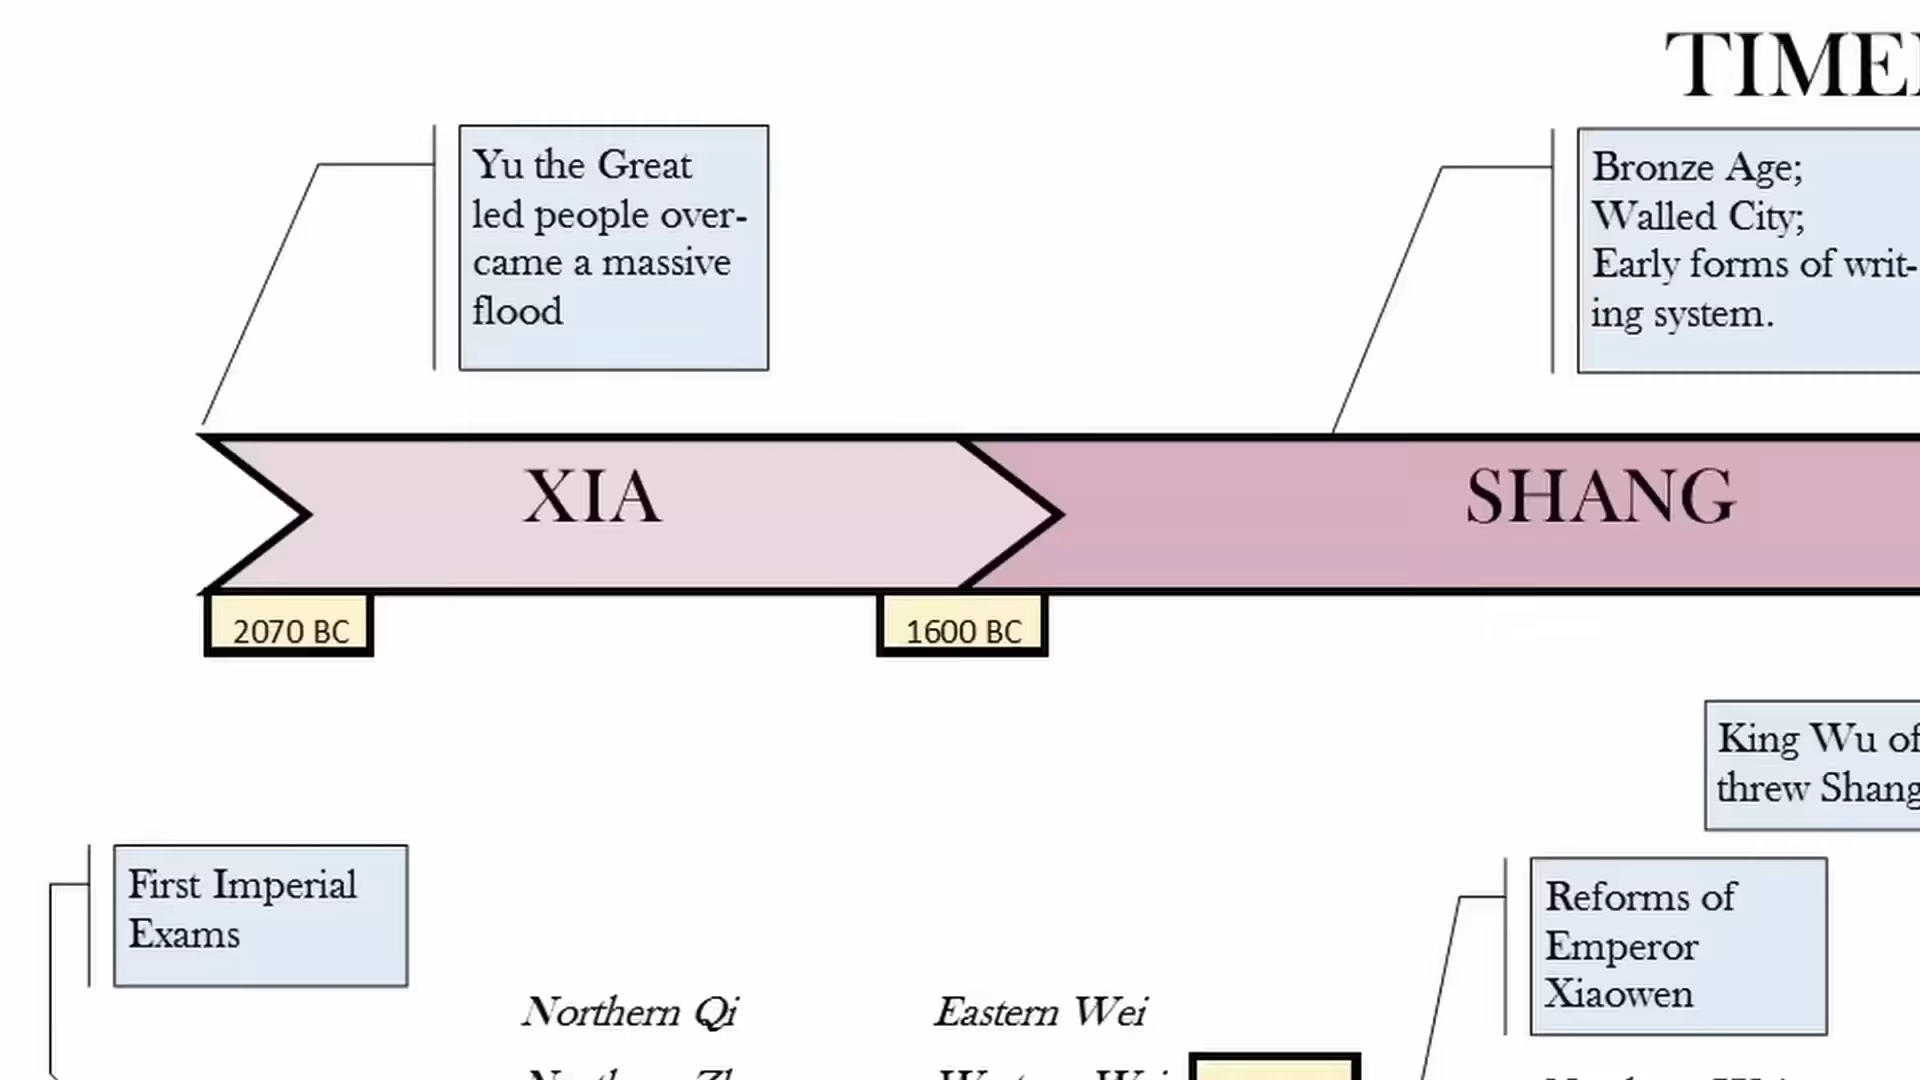 TIME
Yu the Great
led people over-
came a massive
flood
Bronze Age;
Walled City;
Early forms of writ-
ing system.
XIA
SHANG
2070 BC
1600 BC
King Wu of
threw Shang
First Imperial
Exams
Reforms of
Emperor
Xiaowen
Northern Qi
Eastern Wei